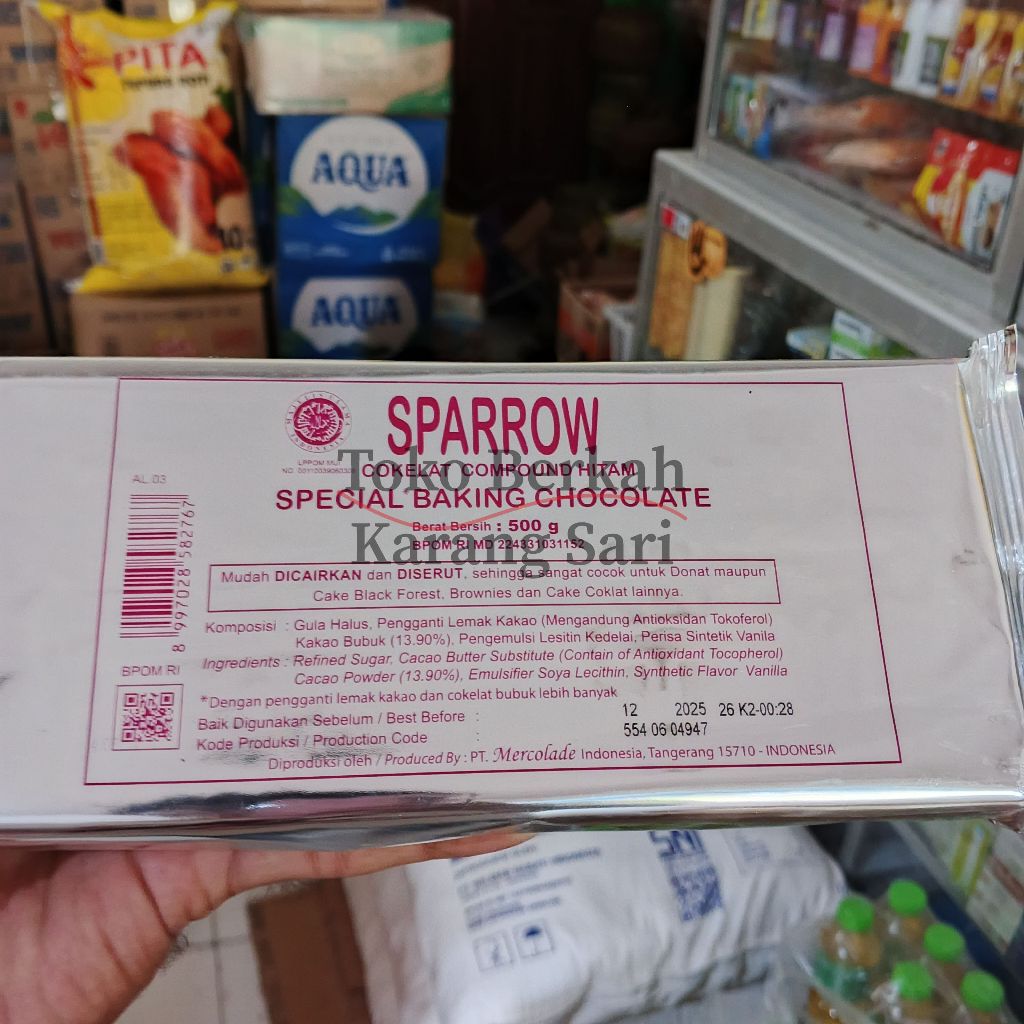 PITA
AQUA
AQUA
SPARROW
COKELAT COMPOUND HITAM
SPECIAL BAKING CHOCOLATE
Berat Bersih : 500 g
BPOM RI MD 224331031152
Toko Berkah
Karang Sari
MAJELIS ULAMA INDONESIA
LPPOM MUI
AL.03
8 997028 582767
BPOM RI
Mudah DICAIRKAN dan DISERUT, sehingga sangat cocok untuk Donat maupun
Cake Black Forest, Brownies dan Cake Coklat lainnya.
Komposisi : Gula Halus, Pengganti Lemak Kakao (Mengandung Antioksidan Tokoferol)
Kakao Bubuk (13.90%), Pengemulsi Lesitin Kedelai, Perisa Sintetik Vanila
Ingredients : Refined Sugar, Cacao Butter Substitute (Contain of Antioxidant Tocopherol)
Cacao Powder (13.90%), Emulsifier Soya Lecithin, Synthetic Flavor Vanilla
*Dengan pengganti lemak kakao dan cokelat bubuk lebih banyak
Baik Digunakan Sebelum / Best Before : 12 2025 26 K2-00:28
Kode Produksi / Production Code : 554 06 04947
Diproduksi oleh / Produced By : PT. Mercolade Indonesia, Tangerang 15710 - INDONESIA
SNI